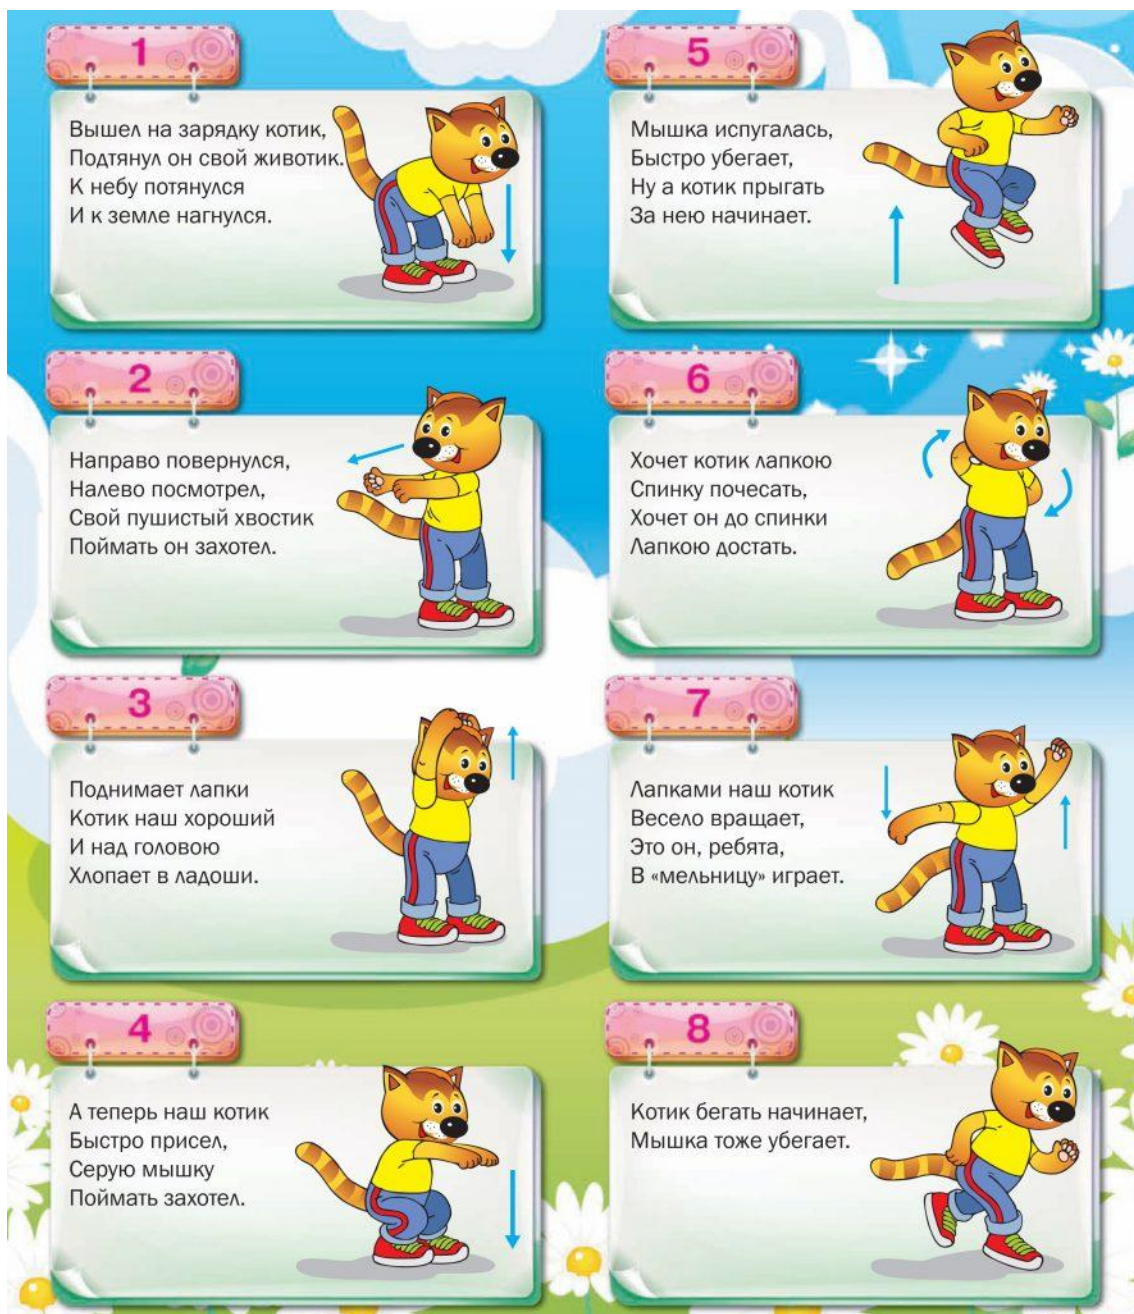 1
Вышел на зарядку котик,
Подтянул он свой животик.
К небу потянулся
И к земле нагнулся.
2
Направо повернулся,
Налево посмотрел,
Свой пушистый хвостик
Поймать он захотел.
3
Поднимает лапки
Котик наш хороший
И над головою
Хлопает в ладоши.
4
А теперь наш котик
Быстро присел,
Серую мышку
Поймать захотел.
5
Мышка испугалась,
Быстро убегает,
Ну а котик прыгать
За нею начинает.
6
Хочет котик лапкою
Спинку почесать,
Хочет он до спинки
Лапкою достать.
7
Лапками наш котик
Весело вращает,
Это он, ребята,
В «мельницу» играет.
8
Котик бегать начинает,
Мышка тоже убегает.